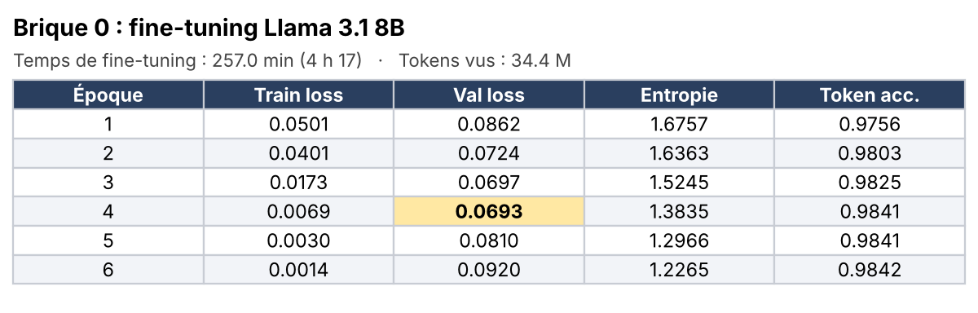 Brique 0 : fine-tuning Llama 3.1 8B
Temps de fine-tuning : 257.0 min (4 h 17) · Tokens vus : 34.4 M
Époque Train loss Val loss Entropie Token acc.
1 0.0501 0.0862 1.6757 0.9756
2 0.0401 0.0724 1.6363 0.9803
3 0.0173 0.0697 1.5245 0.9825
4 0.0069 0.0693 1.3835 0.9841
5 0.0030 0.0810 1.2966 0.9841
6 0.0014 0.0920 1.2265 0.9842